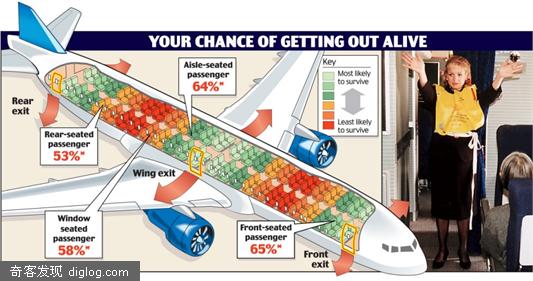 YOUR CHANCE OF GETTING OUT ALIVE
Aisle-seated
passenger
64%*
Key
Most likely
to survive
Least likely
to survive
Rear
exit
Rear-seated
passenger
53%*
Wing exit
Window
seated
passenger
58%*
Front-seated
passenger
65%*
Front
exit
奇客发现 diglog.com